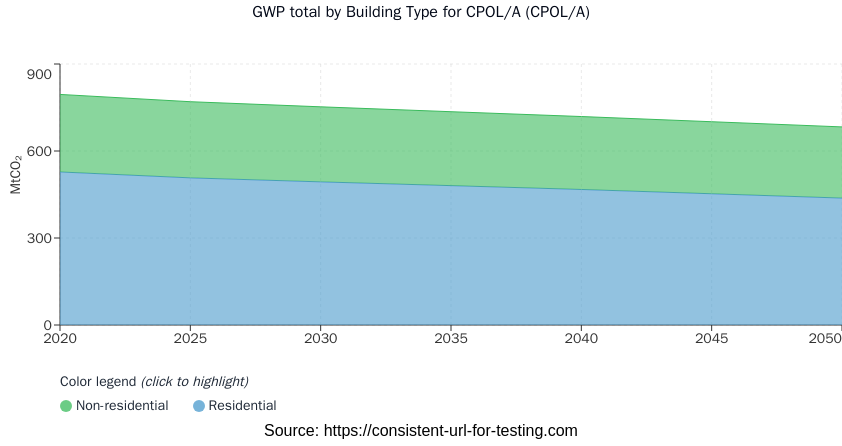 GWP total by Building Type for CPOL/A (CPOL/A)
900
600
300
0
MtCO₂
2020 2025 2030 2035 2040 2045 2050
Color legend (click to highlight)
Non-residential Residential
Source: https://consistent-url-for-testing.com